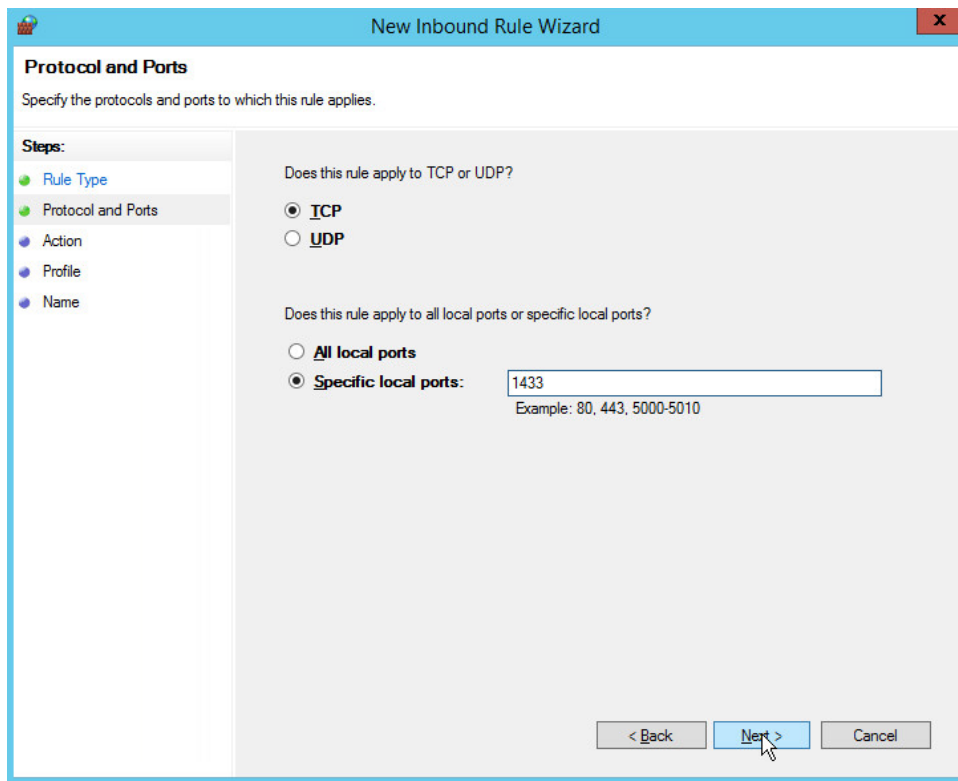 New Inbound Rule Wizard
x
Protocol and Ports
Specify the protocols and ports to which this rule applies.
Steps:
Rule Type
Protocol and Ports
Action
Profile
Name
Does this rule apply to TCP or UDP?
TCP
UDP
Does this rule apply to all local ports or specific local ports?
All local ports
Specific local ports:
1433
Example: 80, 443, 5000-5010
< Back
Next >
Cancel